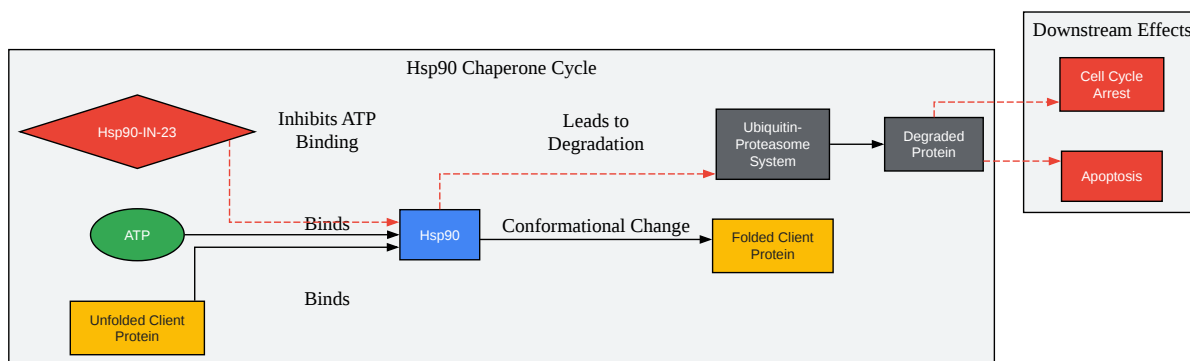 Downstream Effects
Hsp90 Chaperone Cycle
Cell Cycle
Arrest
Hsp90-IN-23
Inhibits ATP
Binding
Leads to
Degradation
Ubiquitin-
Proteasome
System
Degraded
Protein
Apoptosis
ATP
Binds
Hsp90
Conformational Change
Folded Client
Protein
Unfolded Client
Protein
Binds